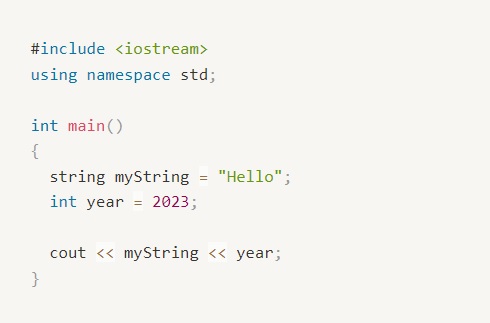 #include <iostream>
using namespace std;
int main()
{
string myString = "Hello";
int year = 2023;
cout << myString << year;
}